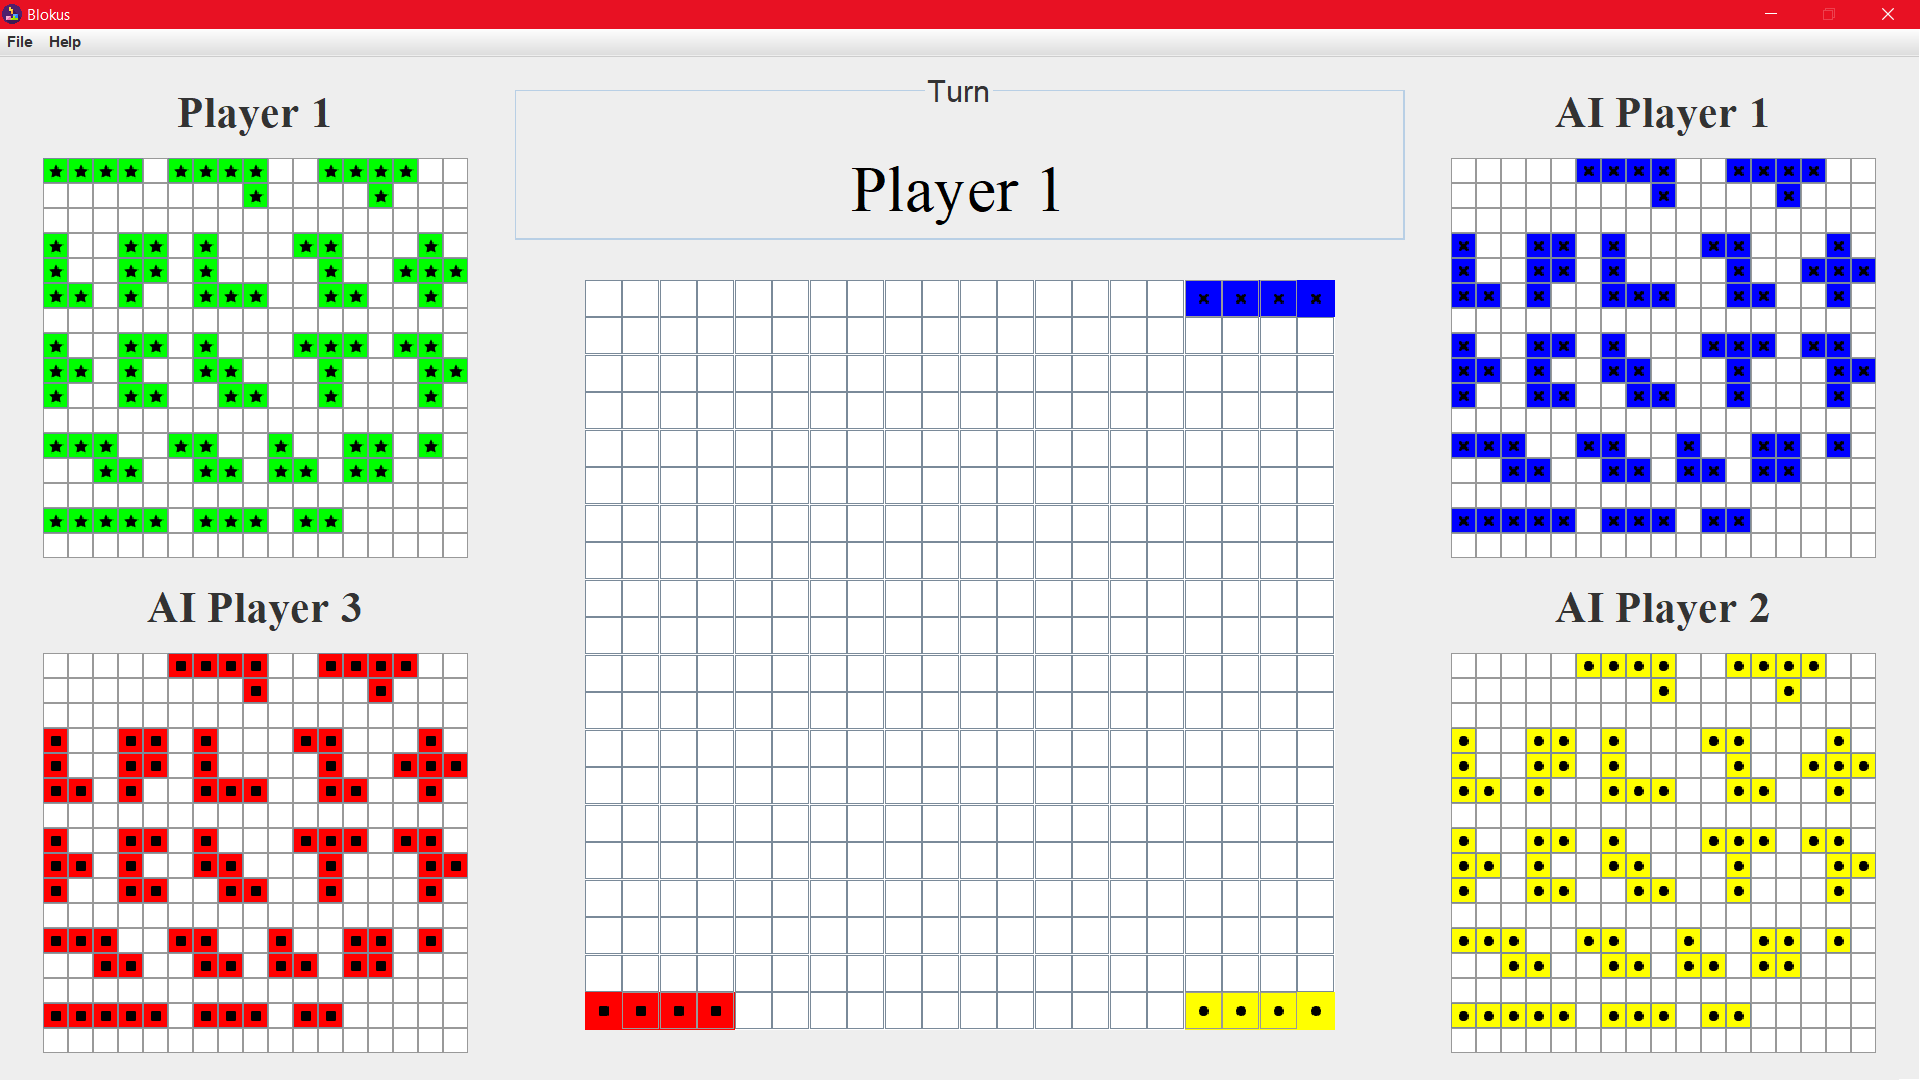 Blokus
File Help
Turn
Player 1
Player 1
AI Player 1
AI Player 3
AI Player 2